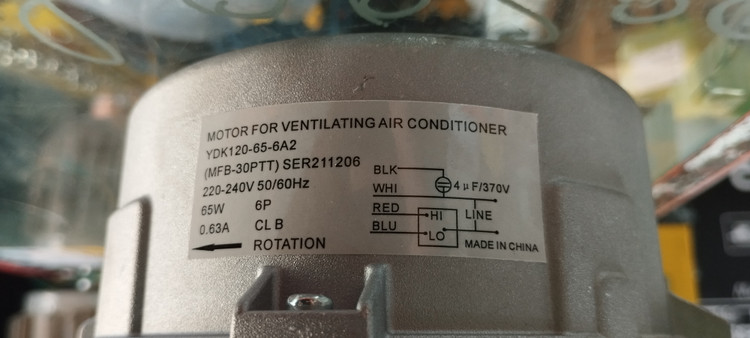 MOTOR FOR VENTILATING AIR CONDITIONER
YDK120-65-6A2
(MFB-30PTT) SER211206
220-240V 50/60Hz
65W 6P
0.63A CL B
ROTATION
BLK
WHI 4μF/370V
RED HI LINE
BLU LO
MADE IN CHINA